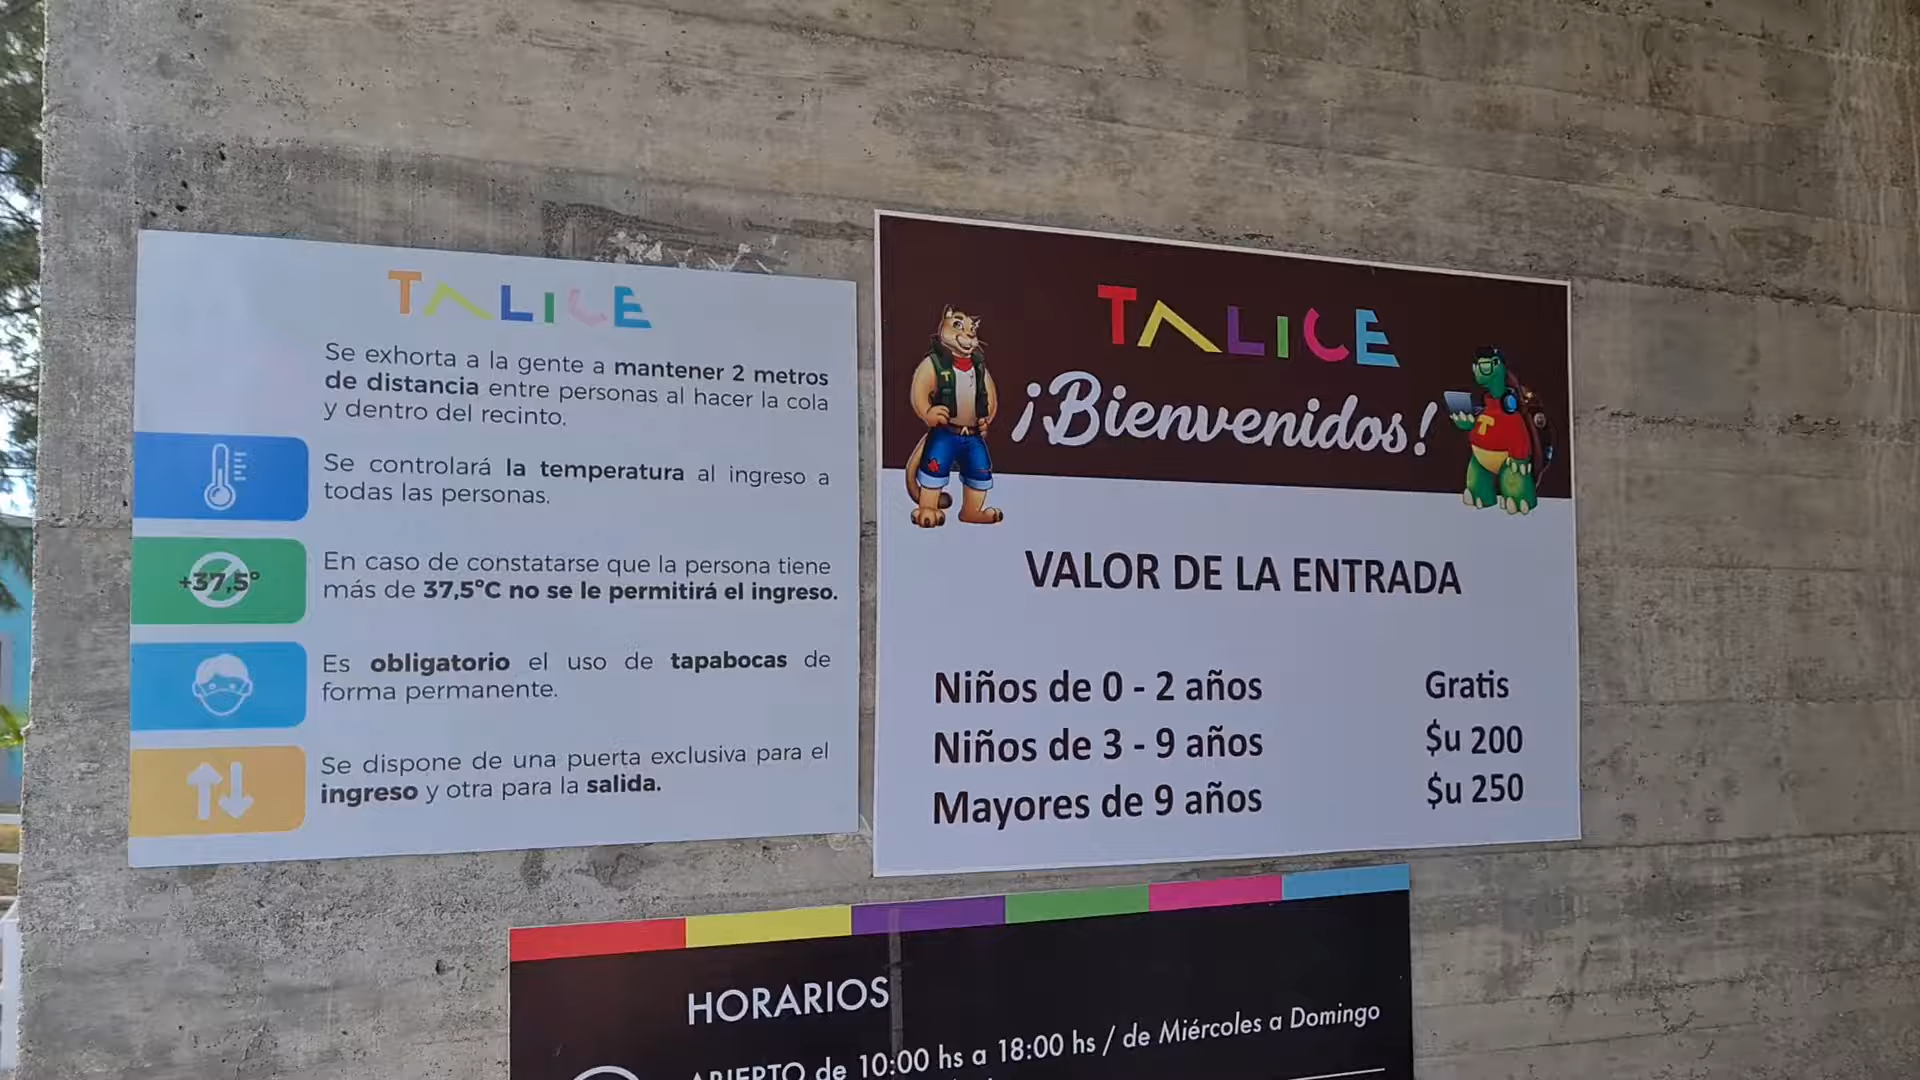 TALICE
Se exhorta a la gente a mantener 2 metros
de distancia entre personas al hacer la cola
y dentro del recinto.
Se controlará la temperatura al ingreso a
todas las personas.
+37,5º
En caso de constatarse que la persona tiene
más de 37,5ºC no se le permitirá el ingreso.
Es obligatorio el uso de tapabocas de
forma permanente.
Se dispone de una puerta exclusiva para el
ingreso y otra para la salida.
TALICE
¡Bienvenidos!
T
T
VALOR DE LA ENTRADA
Niños de 0 - 2 años Gratis
Niños de 3 - 9 años $u 200
Mayores de 9 años $u 250
HORARIOS
ABIERTO de 10:00 hs a 18:00 hs / de Miércoles a Domingo